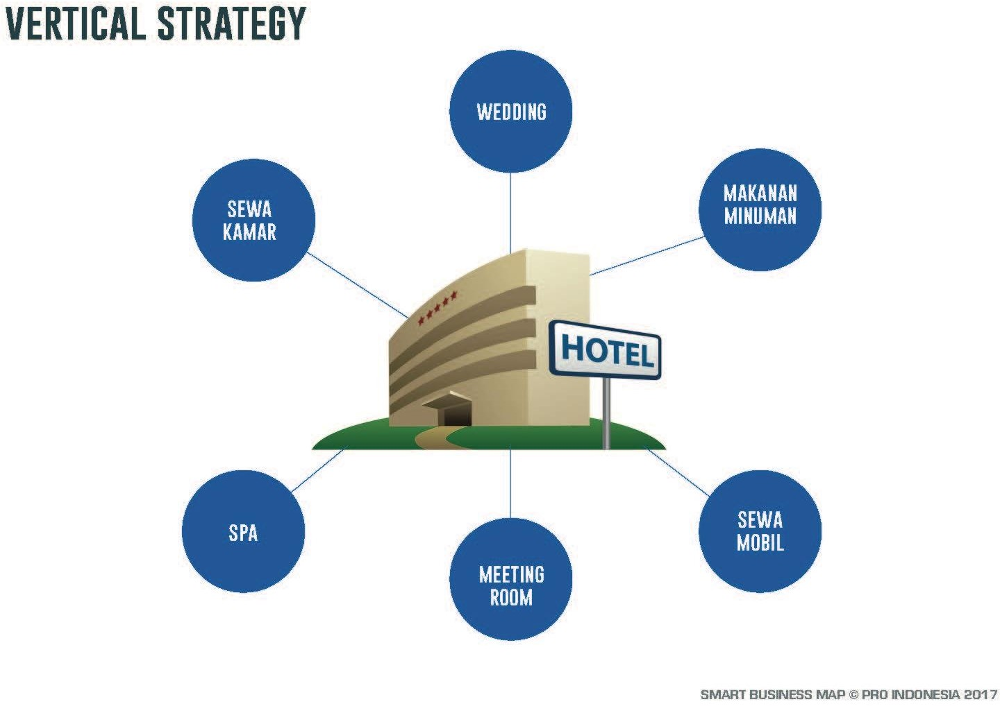 VERTICAL STRATEGY
WEDDING
MAKANAN
MINUMAN
SEWA
KAMAR
HOTEL
SPA
MEETING
ROOM
SEWA
MOBIL
SMART BUSINESS MAP © PRO INDONESIA 2017